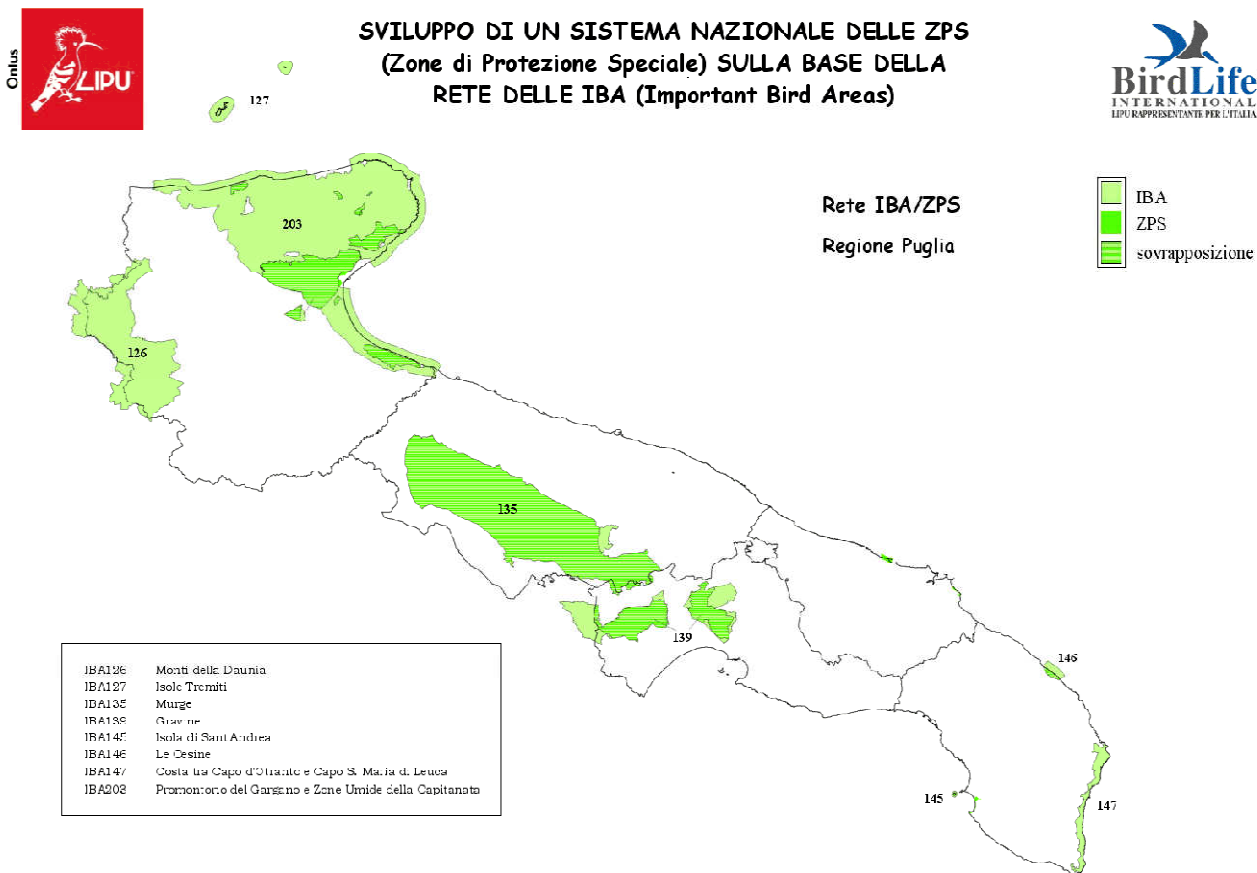 Onlus
LIPU
SVILUPPO DI UN SISTEMA NAZIONALE DELLE ZPS
(Zone di Protezione Speciale) SULLA BASE DELLA
RETE DELLE IBA (Important Bird Areas)
BirdLife
INTERNATIONAL
LIPU RAPPRESENTANTE PER L'ITALIA
Rete IBA/ZPS
Regione Puglia
IBA
ZPS
sovrapposizione
127
203
126
135
139
146
145
147
IBA126 Monti della Daunia
IBA127 Isole Tremiti
IBA135 Murge
IBA139 Gravine
IBA145 Isola di Sant'Andrea
IBA146 Le Cesine
IBA147 Costa tra Capo d'Otranto e Capo S. Maria di Leuca
IBA203 Promontorio del Gargano e Zone Umide della Capitanata